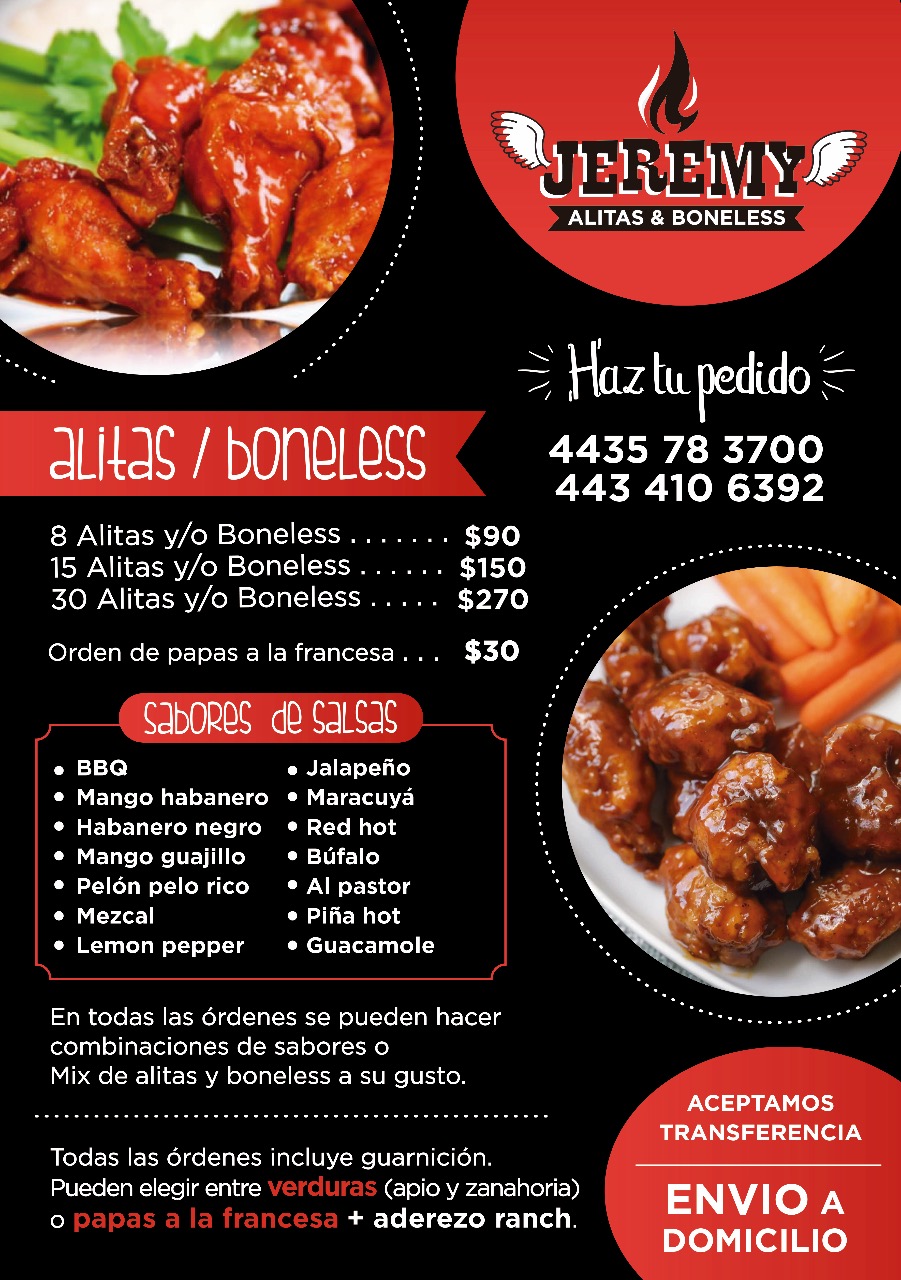 JEREMY
ALITAS & BONELESS
Haz tu pedido
4435 78 3700
443 410 6392
alitas / boneless
8 Alitas y/o Boneless . . . . . . . $90
15 Alitas y/o Boneless . . . . . . $150
30 Alitas y/o Boneless . . . . . $270
Orden de papas a la francesa . . . $30
Sabores de salsas
• BBQ
• Mango habanero
• Habanero negro
• Mango guajillo
• Pelón pelo rico
• Mezcal
• Lemon pepper
• Jalapeño
• Maracuyá
• Red hot
• Búfalo
• Al pastor
• Piña hot
• Guacamole
En todas las órdenes se pueden hacer
combinaciones de sabores o
Mix de alitas y boneless a su gusto.
Todas las órdenes incluye guarnición.
Pueden elegir entre verduras (apio y zanahoria)
o papas a la francesa + aderezo ranch.
ACEPTAMOS
TRANSFERENCIA
ENVIO A
DOMICILIO